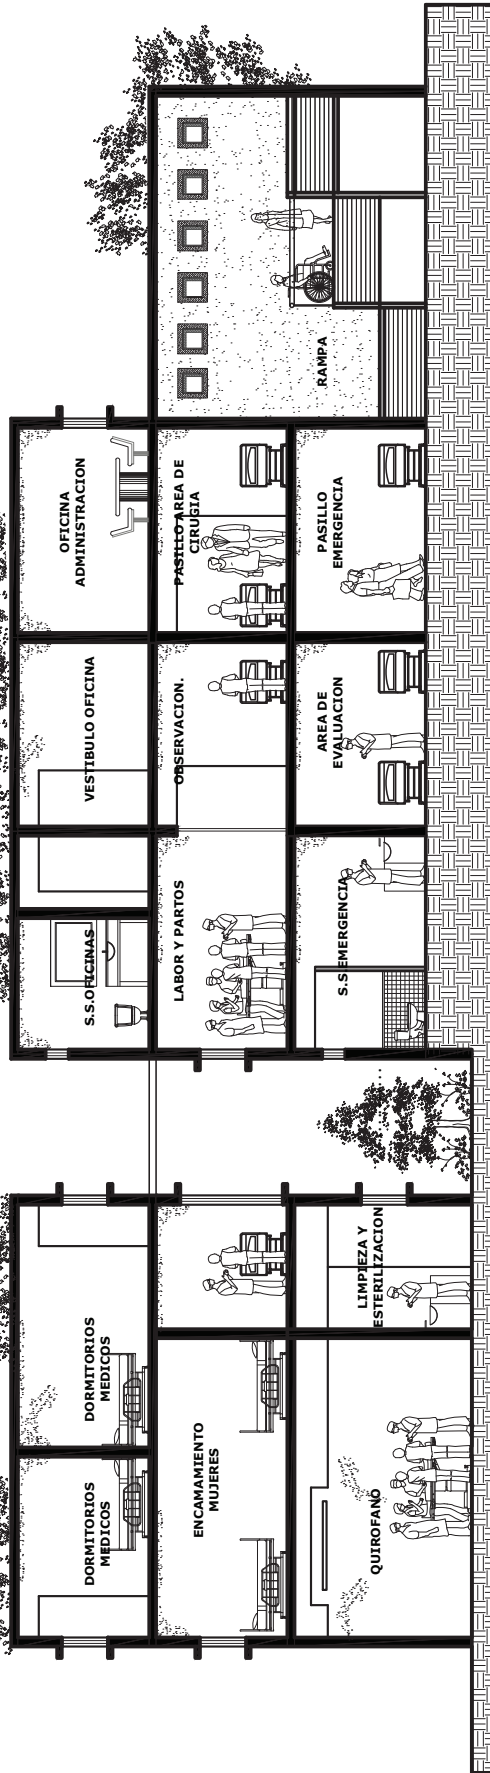 DORMITORIOS
MEDICOS
DORMITORIOS
MEDICOS
S.S.OFICINAS
VESTIBULO OFICINA
OFICINA
ADMINISTRACION
ENCAMAMIENTO
MUJERES
LABOR Y PARTOS
OBSERVACION.
PASILLO AREA DE
CIRUGIA
QUIROFANO
LIMPIEZA Y
ESTERILIZACION
S.S.EMERGENCIA
AREA DE
EVALUACION
PASILLO
EMERGENCIA
RAMPA